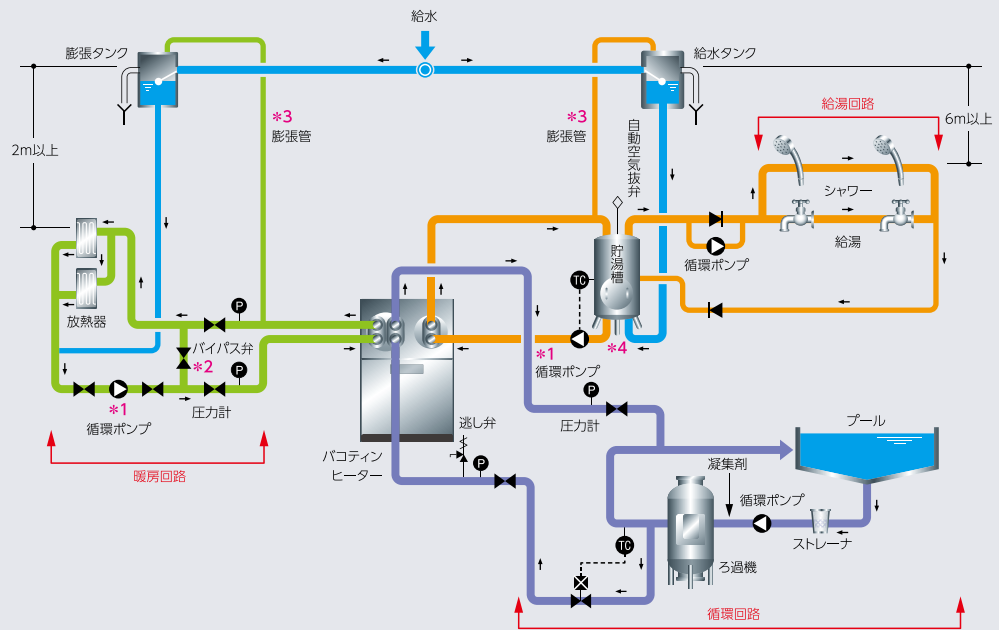 給水
膨張タンク
給水タンク
給湯回路
6m以上
*3
膨張管
*3
膨張管
自動空気抜弁
2m以上
シャワー
給湯
循環ポンプ
貯湯槽
TC
放熱器
P
バイパス弁
*2
P
*1
循環ポンプ
圧力計
暖房回路
*1
循環ポンプ
*4
P
圧力計
逃し弁
P
バコティン
ヒーター
プール
凝集剤
循環ポンプ
ストレーナ
ろ過機
TC
循環回路